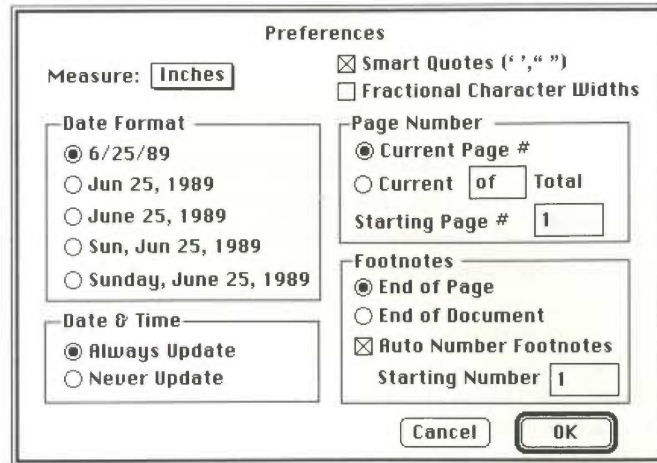 Preferences
Measure: Inches
Smart Quotes (‘ ’,“ ”)
Fractional Character Widths
Date Format
6/25/89
Jun 25, 1989
June 25, 1989
Sun, Jun 25, 1989
Sunday, June 25, 1989
Date & Time
Always Update
Never Update
Page Number
Current Page #
Current of Total
Starting Page # 1
Footnotes
End of Page
End of Document
Auto Number Footnotes
Starting Number 1
Cancel OK